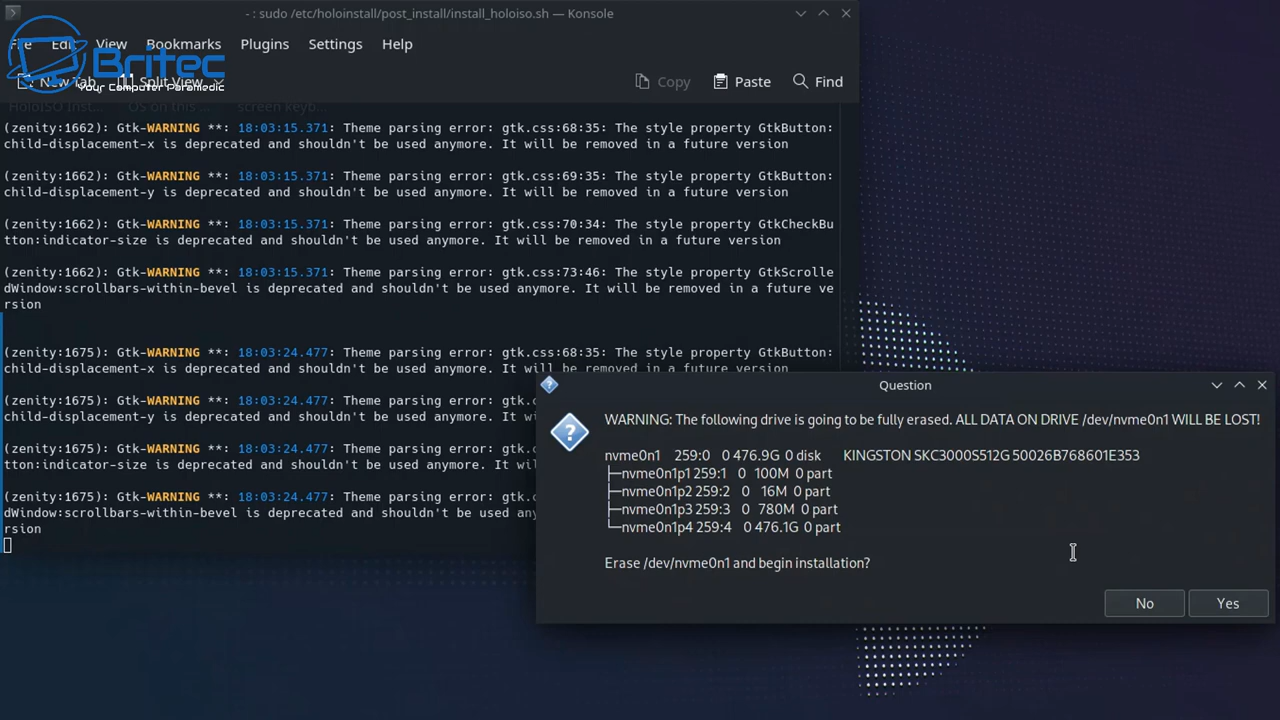 - : sudo /etc/holoinstall/post_install/install_holoiso.sh — Konsole
File Edit View Bookmarks Plugins Settings Help
Britec
Your Computer Paramedic
New Tab Split View Copy Paste Find
HoloISO Inst... OS on this ... screen keyb...
(zenity:1662): Gtk-WARNING **: 18:03:15.371: Theme parsing error: gtk.css:68:35: The style property GtkButton:
child-displacement-x is deprecated and shouldn't be used anymore. It will be removed in a future version
(zenity:1662): Gtk-WARNING **: 18:03:15.371: Theme parsing error: gtk.css:69:35: The style property GtkButton:
child-displacement-y is deprecated and shouldn't be used anymore. It will be removed in a future version
(zenity:1662): Gtk-WARNING **: 18:03:15.371: Theme parsing error: gtk.css:70:34: The style property GtkCheckBu
tton:indicator-size is deprecated and shouldn't be used anymore. It will be removed in a future version
(zenity:1662): Gtk-WARNING **: 18:03:15.371: Theme parsing error: gtk.css:73:46: The style property GtkScrolle
dWindow:scrollbars-within-bevel is deprecated and shouldn't be used anymore. It will be removed in a future ve
rsion
(zenity:1675): Gtk-WARNING **: 18:03:24.477: Theme parsing error: gtk.css:68:35: The style property GtkButton:
child-displacement-x is deprecated and shouldn't be used anymore. It will be removed in a future version
(zenity:1675): Gtk-WARNING **: 18:03:24.477: Theme parsing error: g
child-displacement-y is deprecated and shouldn't be used anymore. It wi
(zenity:1675): Gtk-WARNING **: 18:03:24.477: Theme parsing error: g
tton:indicator-size is deprecated and shouldn't be used anymore. It wi
(zenity:1675): Gtk-WARNING **: 18:03:24.477: Theme parsing error: g
dWindow:scrollbars-within-bevel is deprecated and shouldn't be used any
rsion
Question
WARNING: The following drive is going to be fully erased. ALL DATA ON DRIVE /dev/nvme0n1 WILL BE LOST!
nvme0n1 259:0 0 476.9G 0 disk KINGSTON SKC3000S512G 50026B768601E353
├─nvme0n1p1 259:1 0 100M 0 part
├─nvme0n1p2 259:2 0 16M 0 part
├─nvme0n1p3 259:3 0 780M 0 part
└─nvme0n1p4 259:4 0 476.1G 0 part
Erase /dev/nvme0n1 and begin installation?
No Yes